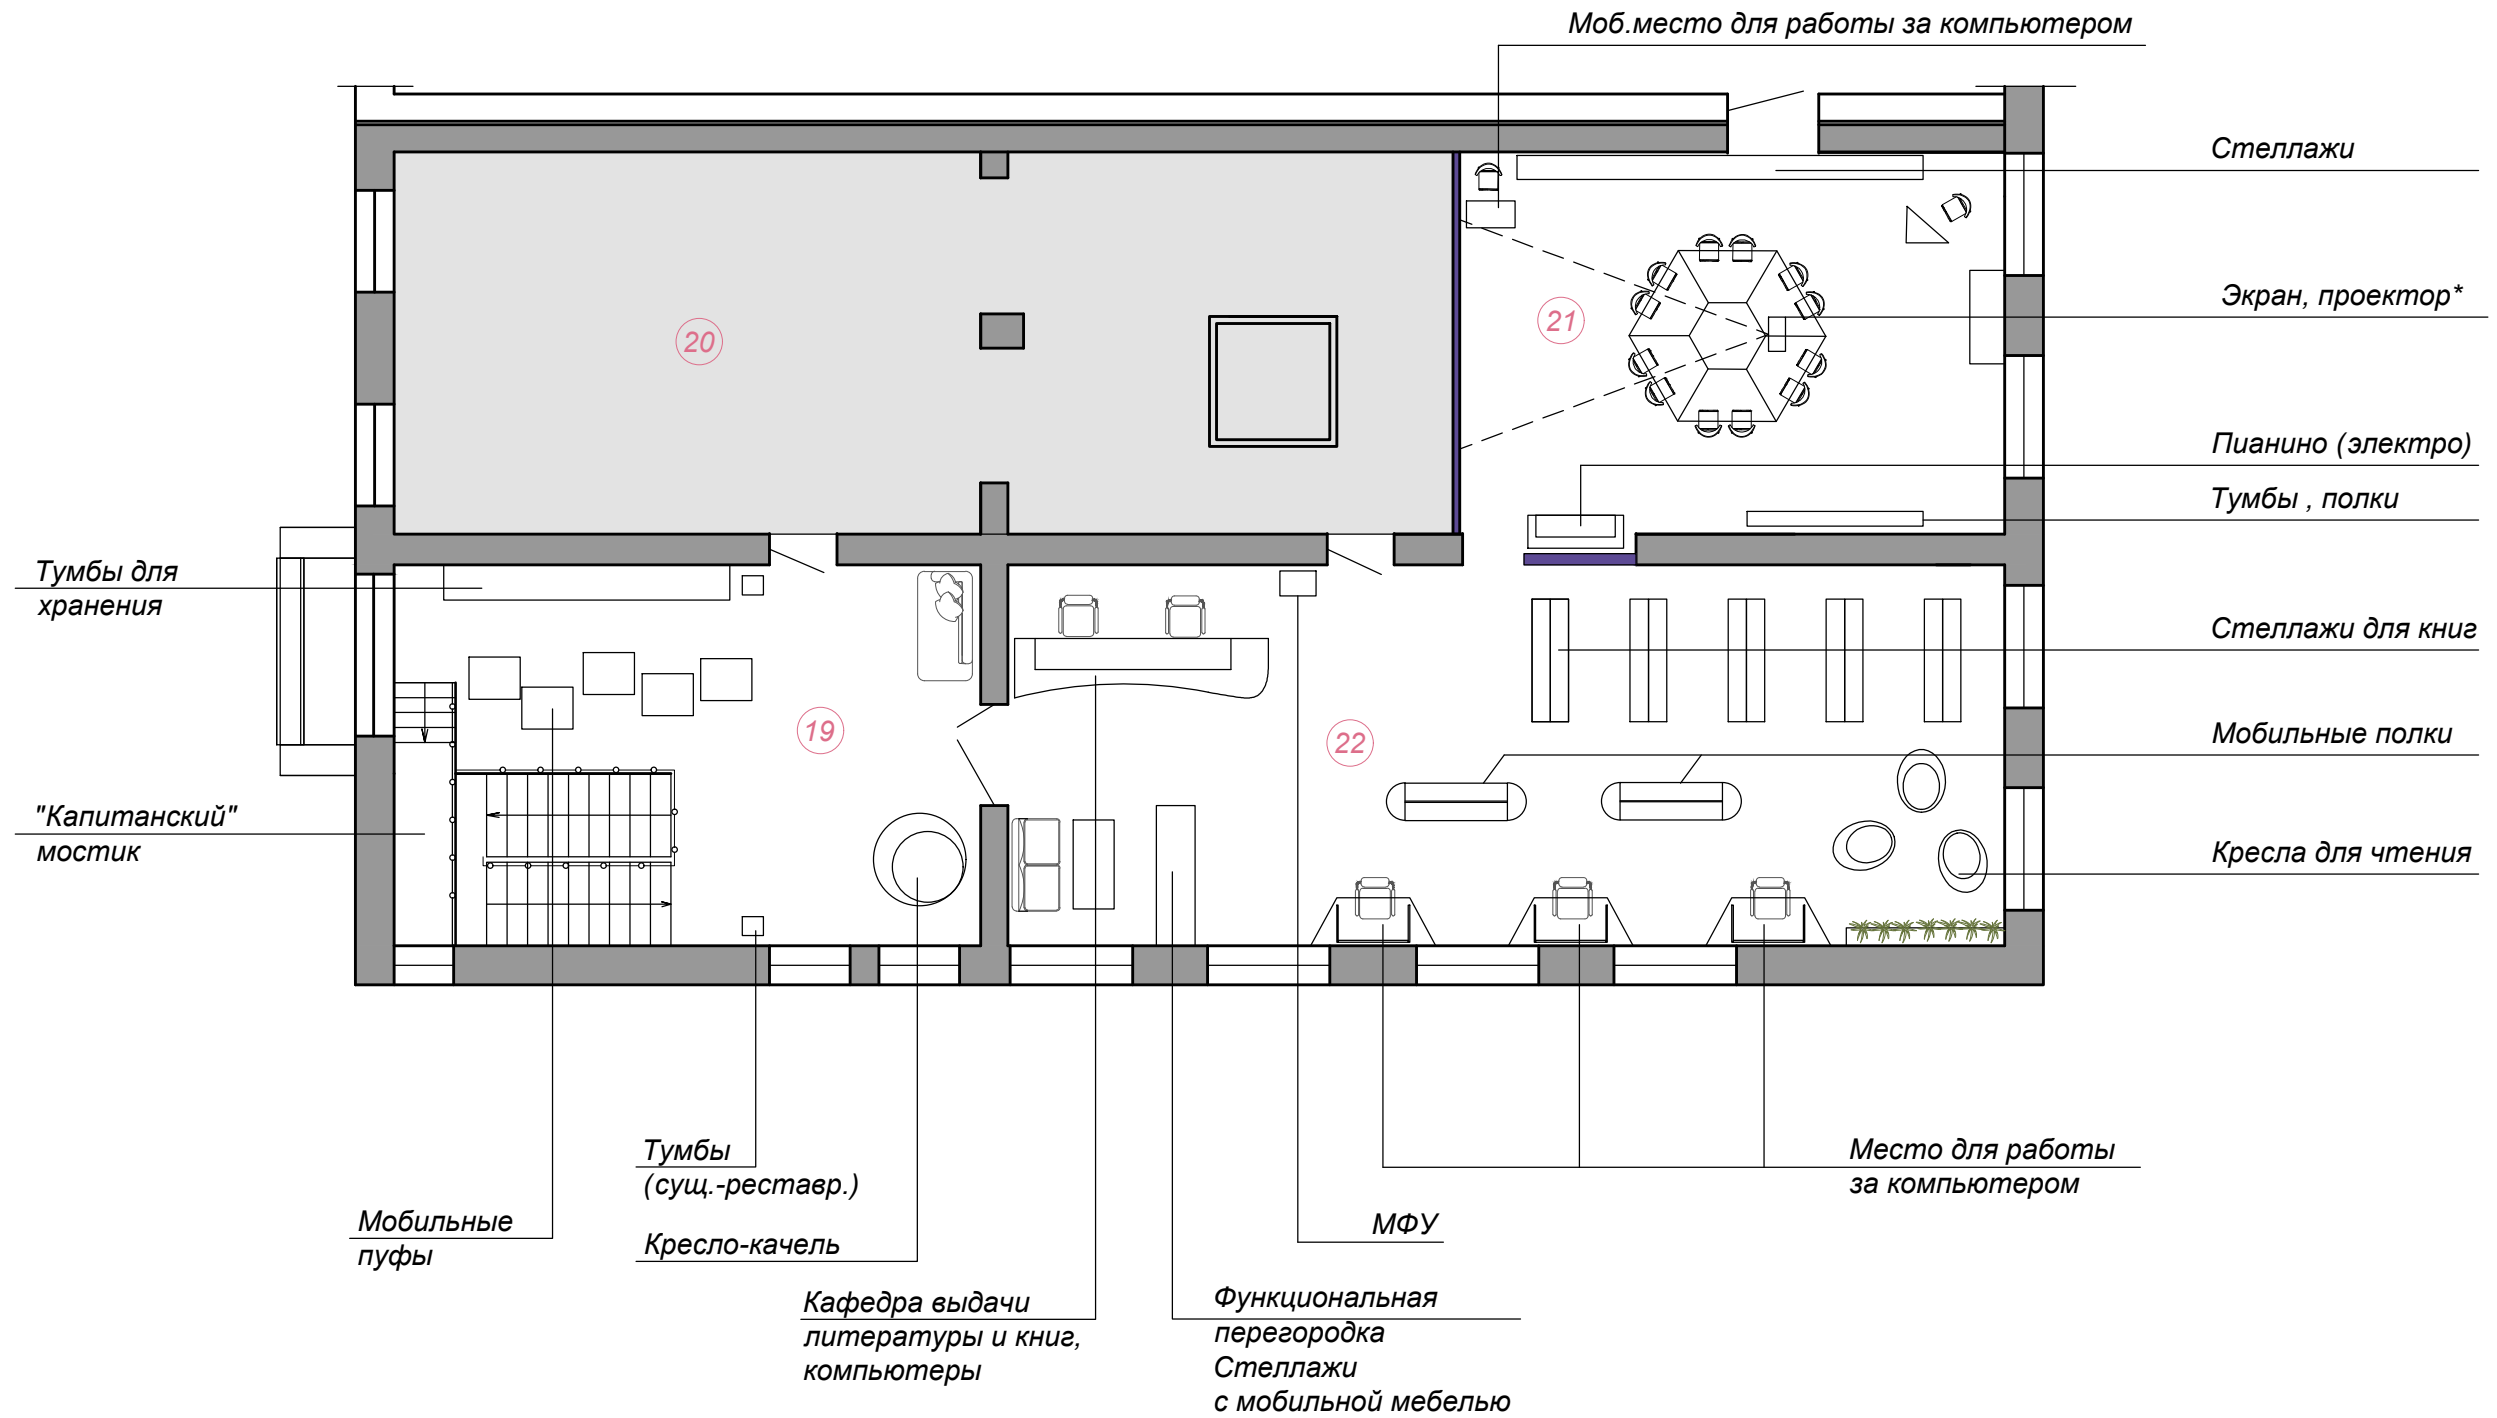 Моб.место для работы за компьютером
Стеллажи
Экран, проектор*
20
21
Пианино (электро)
Тумбы , полки
Тумбы для
хранения
Стеллажи для книг
19
22
Мобильные полки
"Капитанский"
мостик
Кресла для чтения
Тумбы
(сущ.-реставр.)
Место для работы
за компьютером
Мобильные
пуфы
Кресло-качель
МФУ
Кафедра выдачи
литературы и книг,
компьютеры
Функциональная
перегородка
Стеллажи
с мобильной мебелью